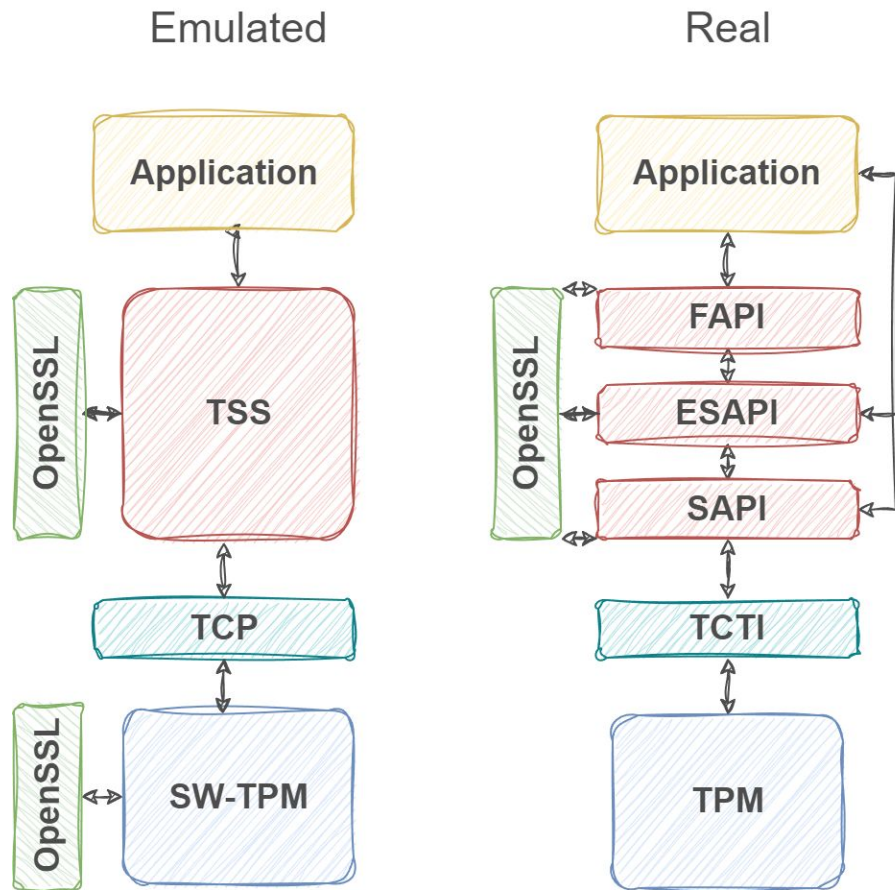 Emulated
Application
OpenSSL
TSS
TCP
OpenSSL
SW-TPM
Real
Application
OpenSSL
FAPI
ESAPI
SAPI
TCTI
TPM